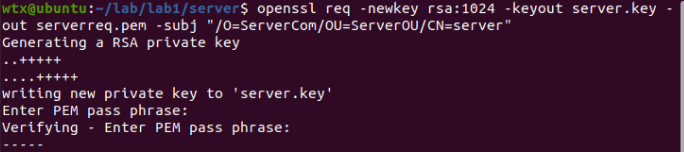 wtx@ubuntu:~/lab/lab1/server$ openssl req -newkey rsa:1024 -keyout server.key -
out serverreq.pem -subj "/O=ServerCom/OU=ServerOU/CN=server"
Generating a RSA private key
..+++++
....+++++
writing new private key to 'server.key'
Enter PEM pass phrase:
Verifying - Enter PEM pass phrase:
-----